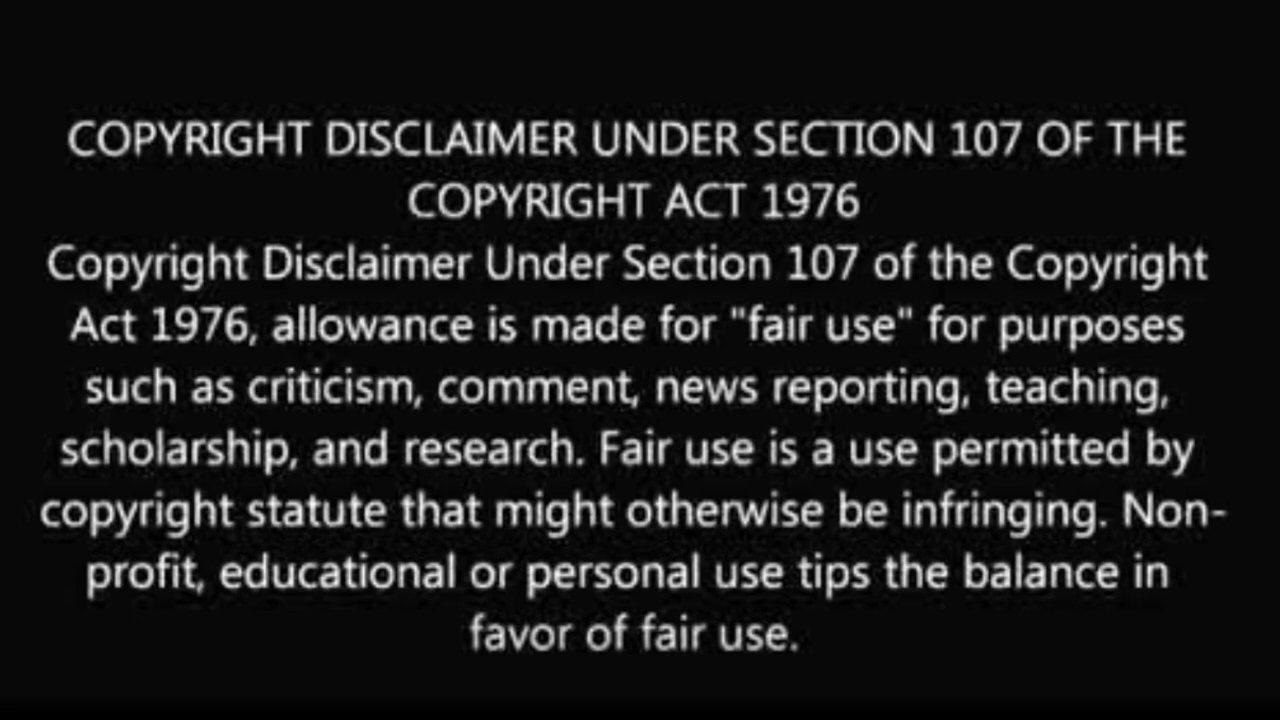 COPYRIGHT DISCLAIMER UNDER SECTION 107 OF THE
COPYRIGHT ACT 1976
Copyright Disclaimer Under Section 107 of the Copyright
Act 1976, allowance is made for "fair use" for purposes
such as criticism, comment, news reporting, teaching,
scholarship, and research. Fair use is a use permitted by
copyright statute that might otherwise be infringing. Non-
profit, educational or personal use tips the balance in
favor of fair use.